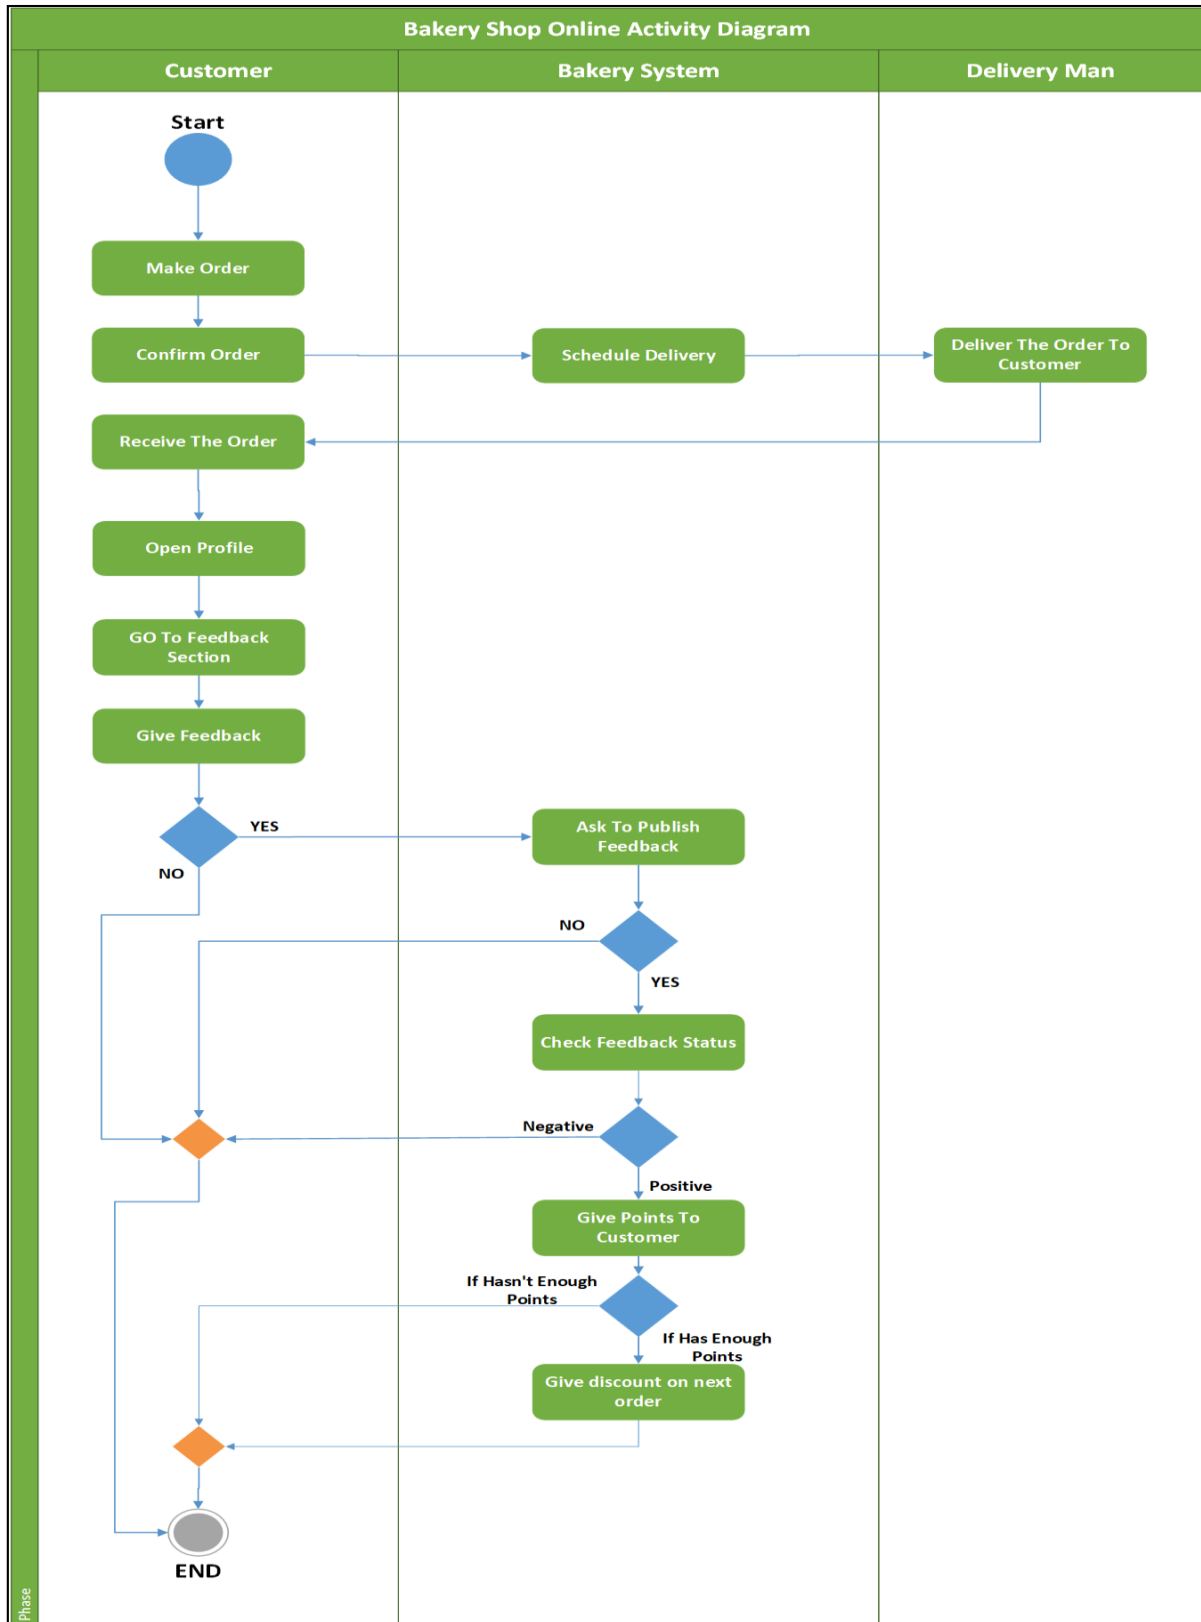 Bakery Shop Online Activity Diagram
Customer
Bakery System
Delivery Man
Start
Make Order
Confirm Order
Schedule Delivery
Deliver The Order To
Customer
Receive The Order
Open Profile
GO To Feedback
Section
Give Feedback
YES
Ask To Publish
Feedback
NO
NO
YES
Check Feedback Status
Negative
Positive
Give Points To
Customer
If Hasn't Enough
Points
If Has Enough
Points
Give discount on next
order
END
Phase